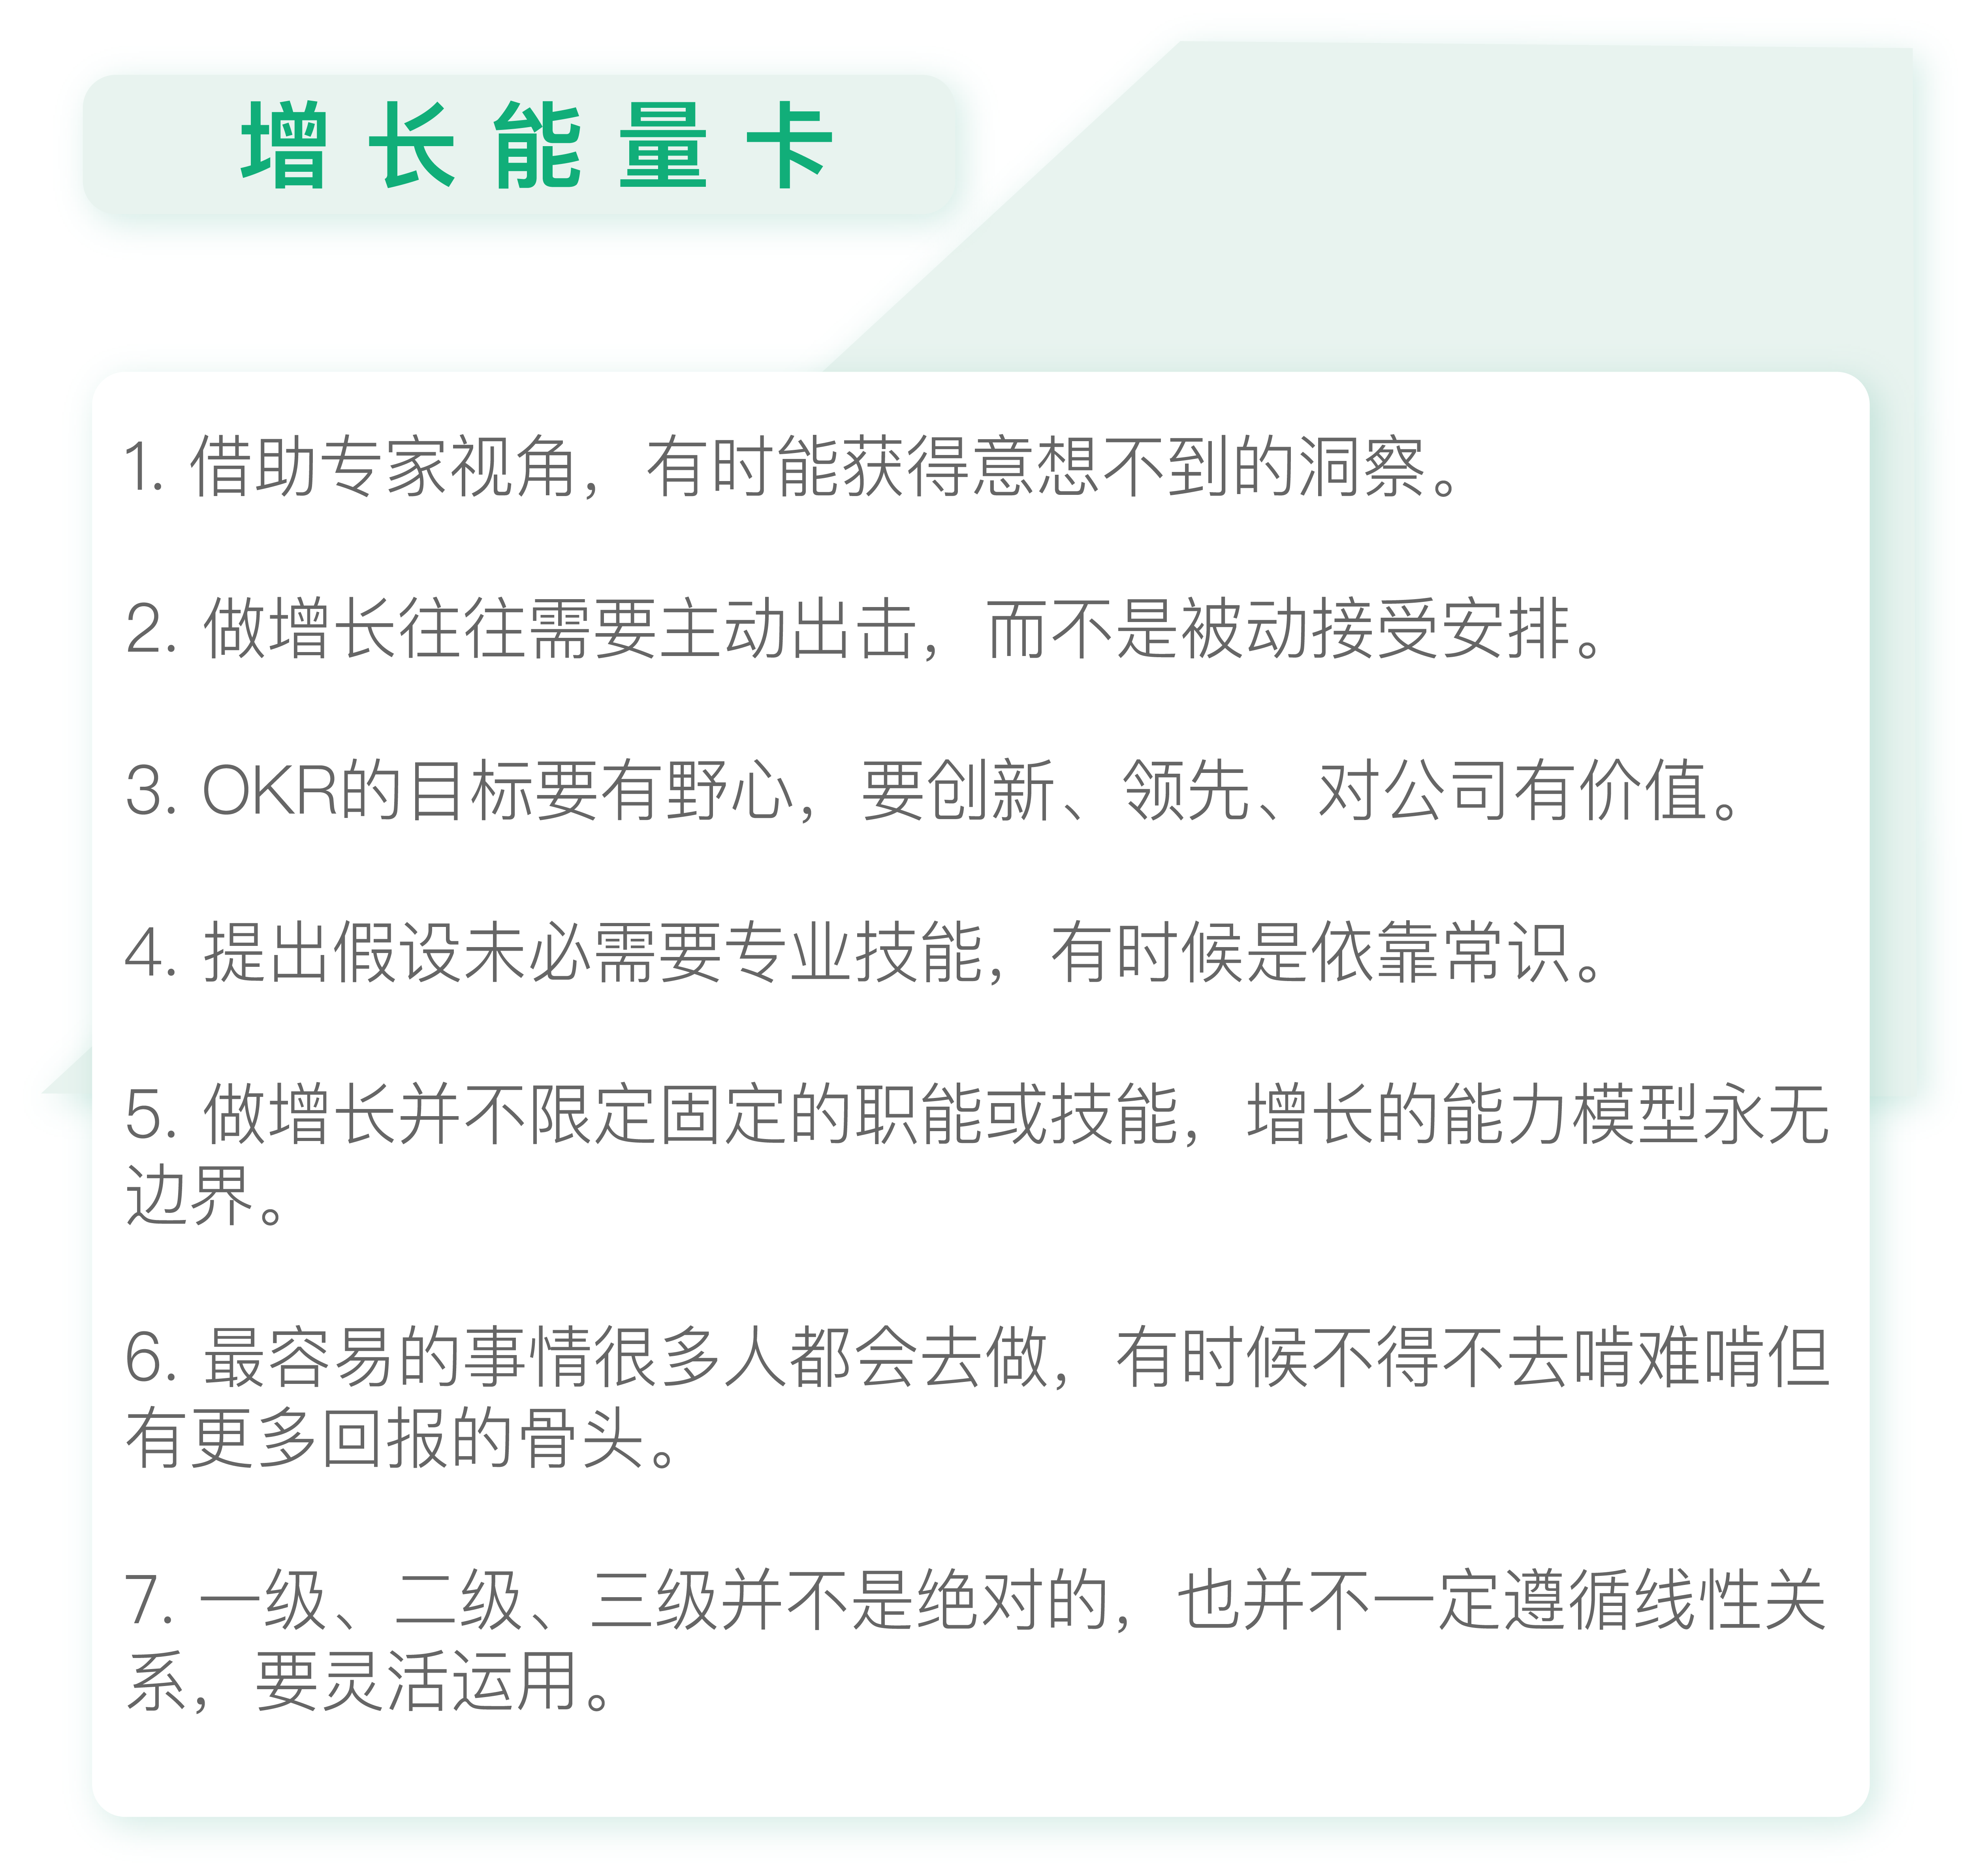 增长能量卡
1. 借助专家视角，有时能获得意想不到的洞察。
2. 做增长往往需要主动出击，而不是被动接受安排。
3. OKR的目标要有野心，要创新、领先、对公司有价值。
4. 提出假设未必需要专业技能，有时候是依靠常识。
5. 做增长并不限定固定的职能或技能，增长的能力模型永无
边界。
6. 最容易的事情很多人都会去做，有时候不得不去啃难啃但
有更多回报的骨头。
7. 一级、二级、三级并不是绝对的，也并不一定遵循线性关
系，要灵活运用。